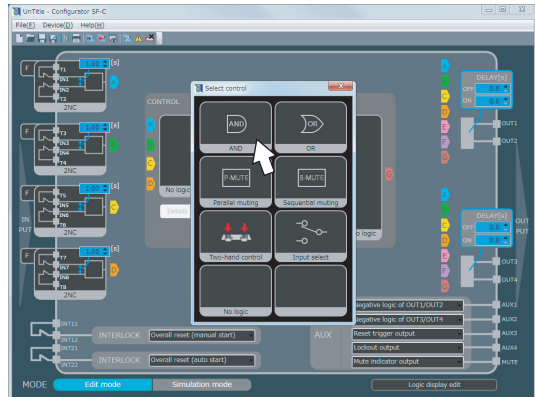 UnTitle - Configurator SF-C
File(F) Device(D) Help(H)
F
T1
IN1
IN2
T2
2NC
1.00 [s]
A
F
T3
IN3
IN4
T4
2NC
1.00 [s]
B
F
T5
IN5
IN6
T6
2NC
1.00 [s]
C
F
T7
IN7
IN8
T8
2NC
1.00 [s]
D
IN
PUT
CONTROL
A
B
C
D
No logic
Details
Select control
AND
AND
OR
OR
P-MUTE
Parallel muting
S-MUTE
Sequential muting
Two-hand control
Input select
No logic
No logic
G
A
B
C
D
E
F
G
DELAY[s]
OFF 0.0
ON 0.0
OUT1
OUT2
A
B
C
D
E
F
G
DELAY[s]
OFF 0.0
ON 0.0
OUT3
OUT4
OUT
PUT
INT11
INT12
INTERLOCK Overall reset (manual start)
INT21
INT22
INTERLOCK Overall reset (auto start)
AUX
Negative logic of OUT1/OUT2 AUX1
Negative logic of OUT3/OUT4 AUX2
Reset trigger output AUX3
Lockout output AUX4
Mute indicator output MUTE
MODE Edit mode Simulation mode Logic display edit